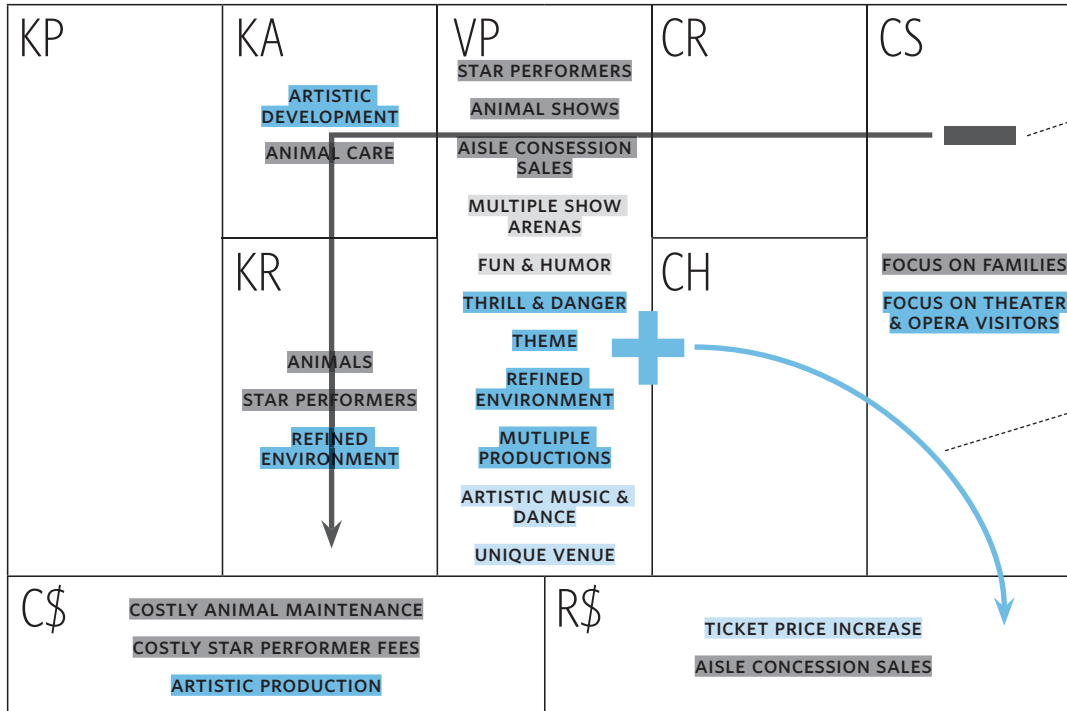 KP
KA
ARTISTIC
DEVELOPMENT
ANIMAL CARE
KR
ANIMALS
STAR PERFORMERS
REFINED
ENVIRONMENT
VP
STAR PERFORMERS
ANIMAL SHOWS
AISLE CONSESSION
SALES
MULTIPLE SHOW
ARENAS
FUN & HUMOR
THRILL & DANGER
THEME
REFINED
ENVIRONMENT
MUTLIPLE
PRODUCTIONS
ARTISTIC MUSIC &
DANCE
UNIQUE VENUE
CR
CH
CS
FOCUS ON FAMILIES
FOCUS ON THEATER
& OPERA VISITORS
C$
COSTLY ANIMAL MAINTENANCE
COSTLY STAR PERFORMER FEES
ARTISTIC PRODUCTION
R$
TICKET PRICE INCREASE
AISLE CONCESSION SALES